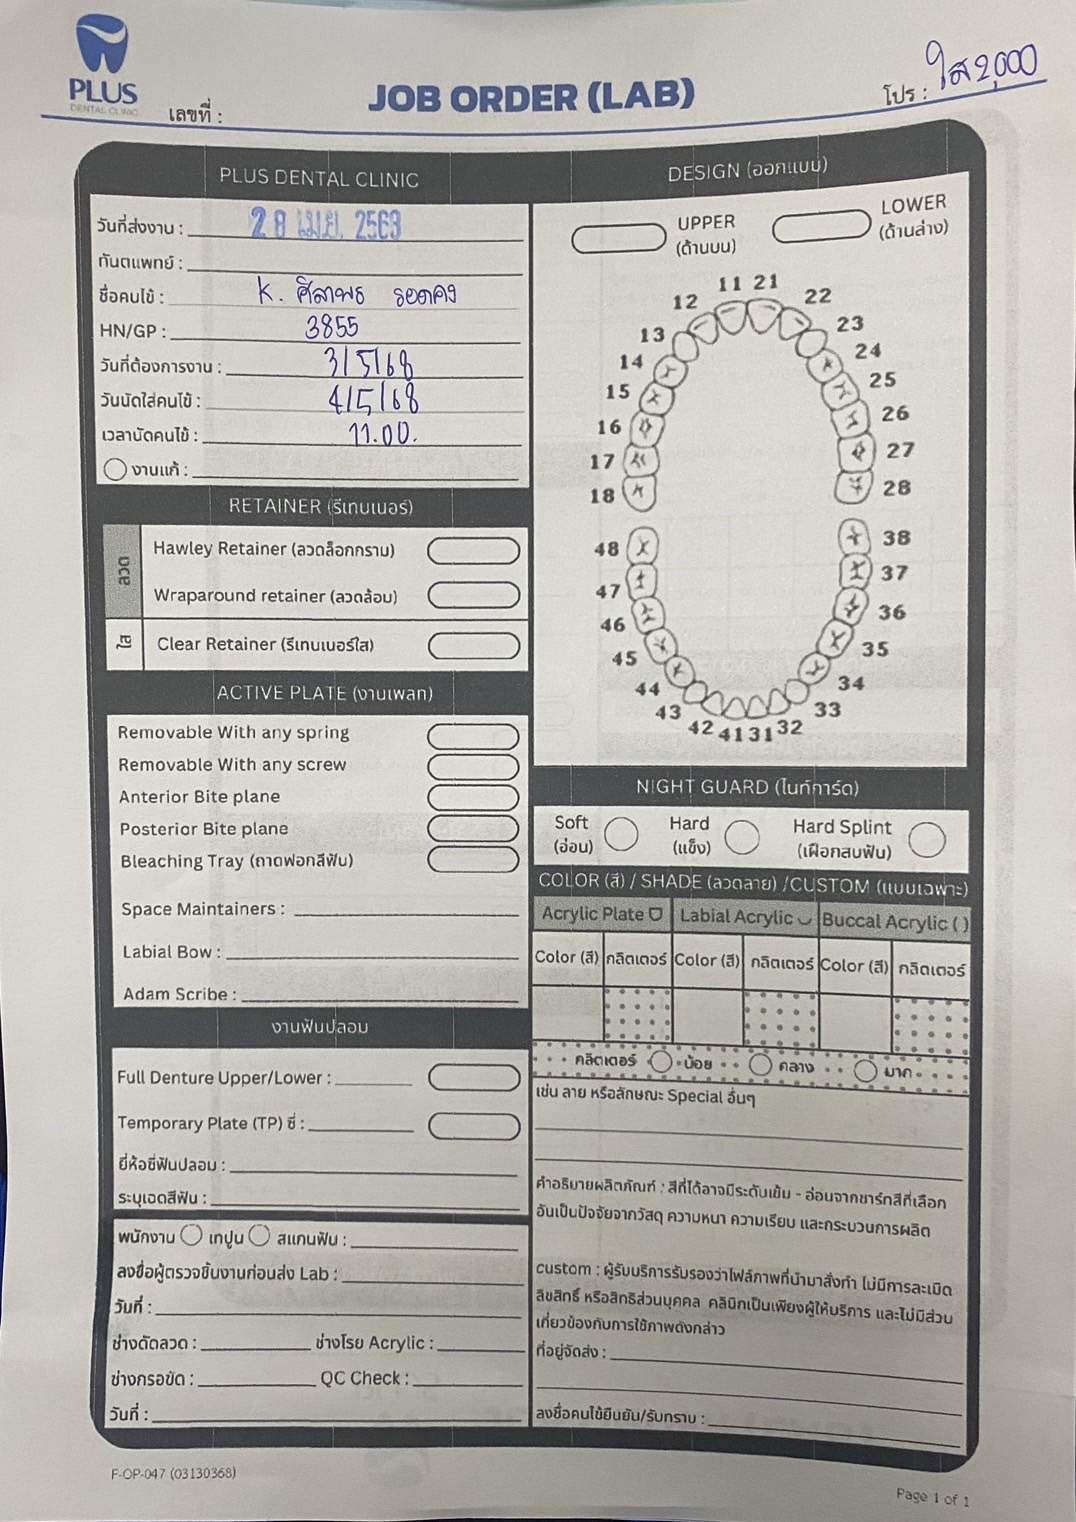 PLUS
DENTAL CLINIC
เลขที่ :
JOB ORDER (LAB)
โปร : ใส 2,000
PLUS DENTAL CLINIC
วันที่ส่งงาน : 28 เม.ย. 2568
ทันตแพทย์ :
ชื่อคนไข้ : K. ศิลาพร รอดคง
HN/GP : 3855
วันที่ต้องการงาน : 3/5/68
วันนัดใส่คนไข้ : 4/5/68
เวลานัดคนไข้ : 11.00.
งานแก้ :
RETAINER (รีเทนเนอร์)
ลวด
Hawley Retainer (ลวดล็อกกราม)
Wraparound retainer (ลวดล้อม)
ใส
Clear Retainer (รีเทนเนอร์ใส)
ACTIVE PLATE (งานเพลท)
Removable With any spring
Removable With any screw
Anterior Bite plane
Posterior Bite plane
Bleaching Tray (ถาดฟอกสีฟัน)
Space Maintainers :
Labial Bow :
Adam Scribe :
งานฟันปลอม
Full Denture Upper/Lower :
Temporary Plate (TP) ซี่ :
ยี่ห้อซี่ฟันปลอม :
ระบุเฉดสีฟัน :
พนักงาน เทปูน สแกนฟัน :
ลงชื่อผู้ตรวจชิ้นงานก่อนส่ง Lab :
วันที่ :
ช่างดัดลวด : ช่างโรย Acrylic :
ช่างกรอขัด : QC Check :
วันที่ :
DESIGN (ออกแบบ)
UPPER
(ด้านบน)
LOWER
(ด้านล่าง)
11 21
12 22
13 23
14 24
15 25
16 26
17 27
18 28
48 38
47 37
46 36
45 35
44 34
43 33
42 41 31 32
NIGHT GUARD (ไนท์การ์ด)
Soft
(อ่อน)
Hard
(แข็ง)
Hard Splint
(เฝือกสบฟัน)
COLOR (สี) / SHADE (ลวดลาย) /CUSTOM (แบบเฉพาะ)
Acrylic Plate Labial Acrylic Buccal Acrylic ( )
Color (สี) กลิตเตอร์ Color (สี) กลิตเตอร์ Color (สี) กลิตเตอร์
กลิตเตอร์ น้อย กลาง มาก
เช่น ลาย หรือลักษณะ Special อื่นๆ
คำอธิบายผลิตภัณฑ์ : สีที่ได้อาจมีระดับเข้ม - อ่อนจากชาร์ทสีที่เลือก
อันเป็นปัจจัยจากวัสดุ ความหนา ความเรียบ และกระบวนการผลิต
custom : ผู้รับบริการรับรองว่าไฟล์ภาพที่นำมาสั่งทำ ไม่มีการละเมิด
ลิขสิทธิ์ หรือสิทธิส่วนบุคคล คลินิกเป็นเพียงผู้ให้บริการ และไม่มีส่วน
เกี่ยวข้องกับการใช้ภาพดังกล่าว
ที่อยู่จัดส่ง :
ลงชื่อคนไข้ยืนยัน/รับทราบ :
F-OP-047 (03130368)
Page 1 of 1